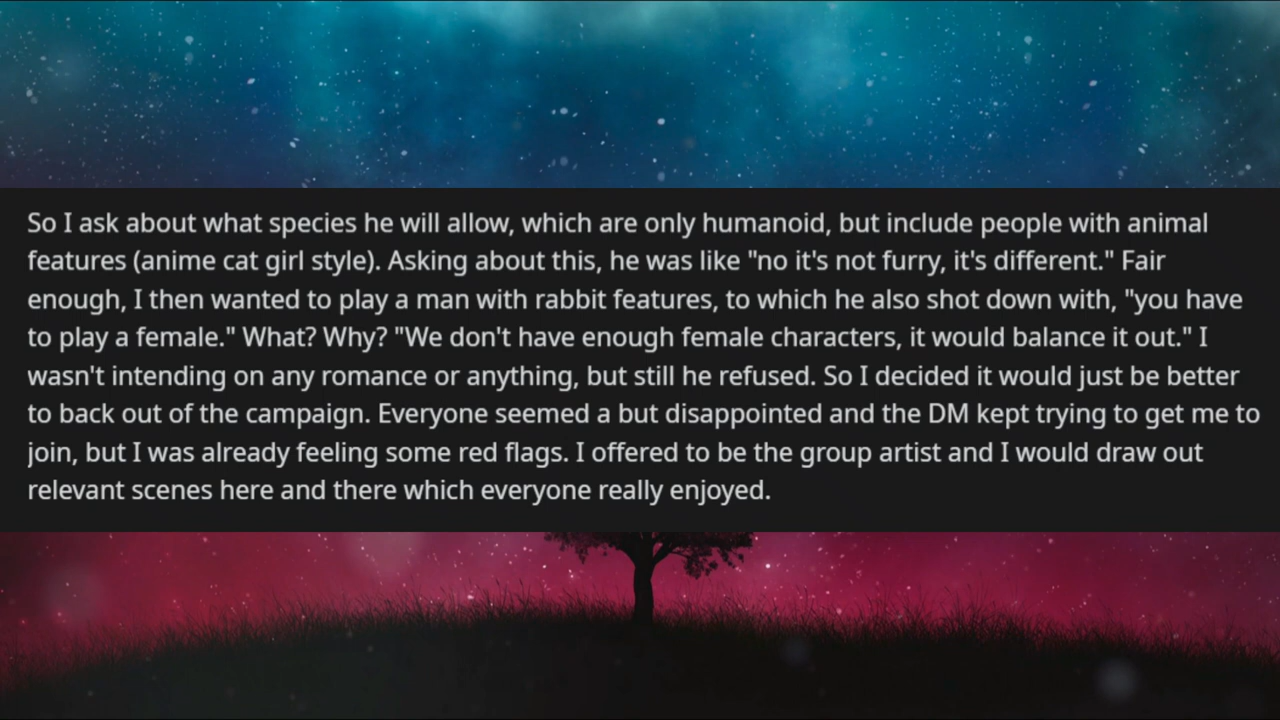 So I ask about what species he will allow, which are only humanoid, but include people with animal
features (anime cat girl style). Asking about this, he was like "no it's not furry, it's different." Fair
enough, I then wanted to play a man with rabbit features, to which he also shot down with, "you have
to play a female." What? Why? "We don't have enough female characters, it would balance it out." I
wasn't intending on any romance or anything, but still he refused. So I decided it would just be better
to back out of the campaign. Everyone seemed a but disappointed and the DM kept trying to get me to
join, but I was already feeling some red flags. I offered to be the group artist and I would draw out
relevant scenes here and there which everyone really enjoyed.